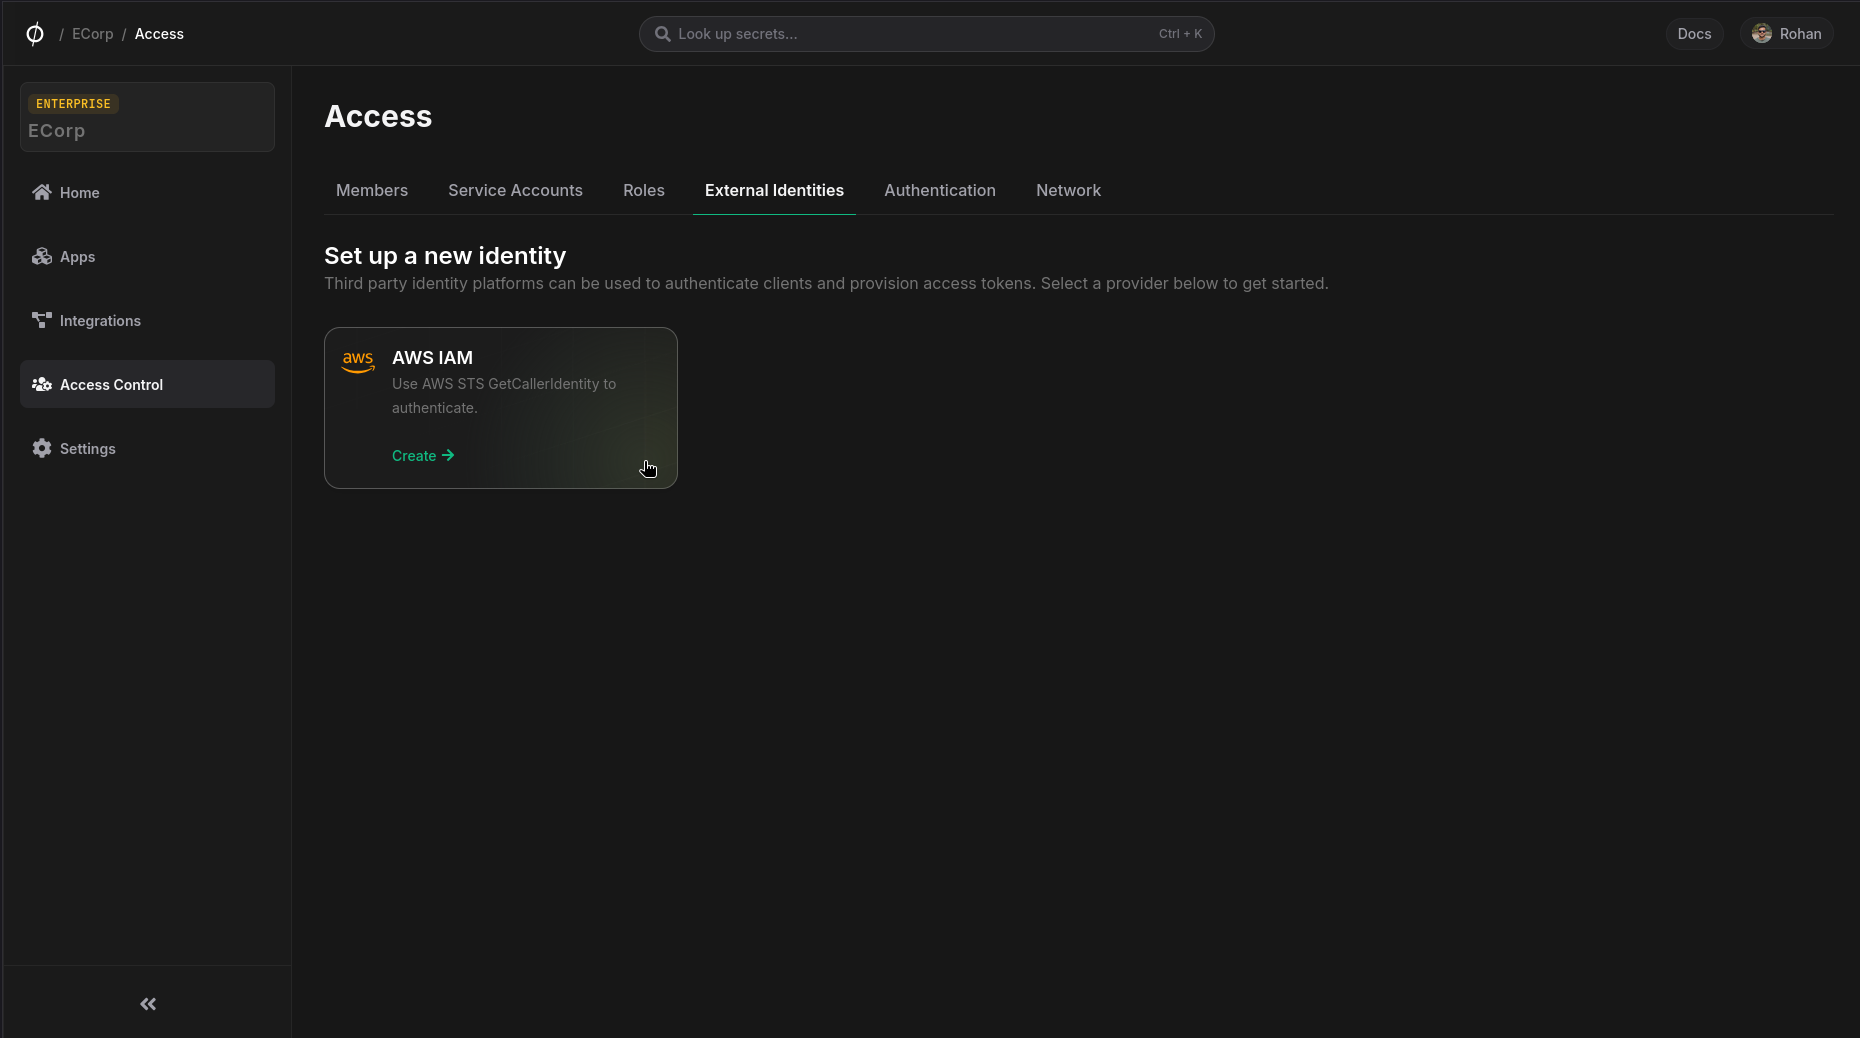 / ECorp / Access
Look up secrets...
Ctrl + K
Docs
Rohan
ENTERPRISE
ECorp
Home
Apps
Integrations
Access Control
Settings
Access
Members
Service Accounts
Roles
External Identities
Authentication
Network
Set up a new identity
Third party identity platforms can be used to authenticate clients and provision access tokens. Select a provider below to get started.
aws
AWS IAM
Use AWS STS GetCallerIdentity to
authenticate.
Create